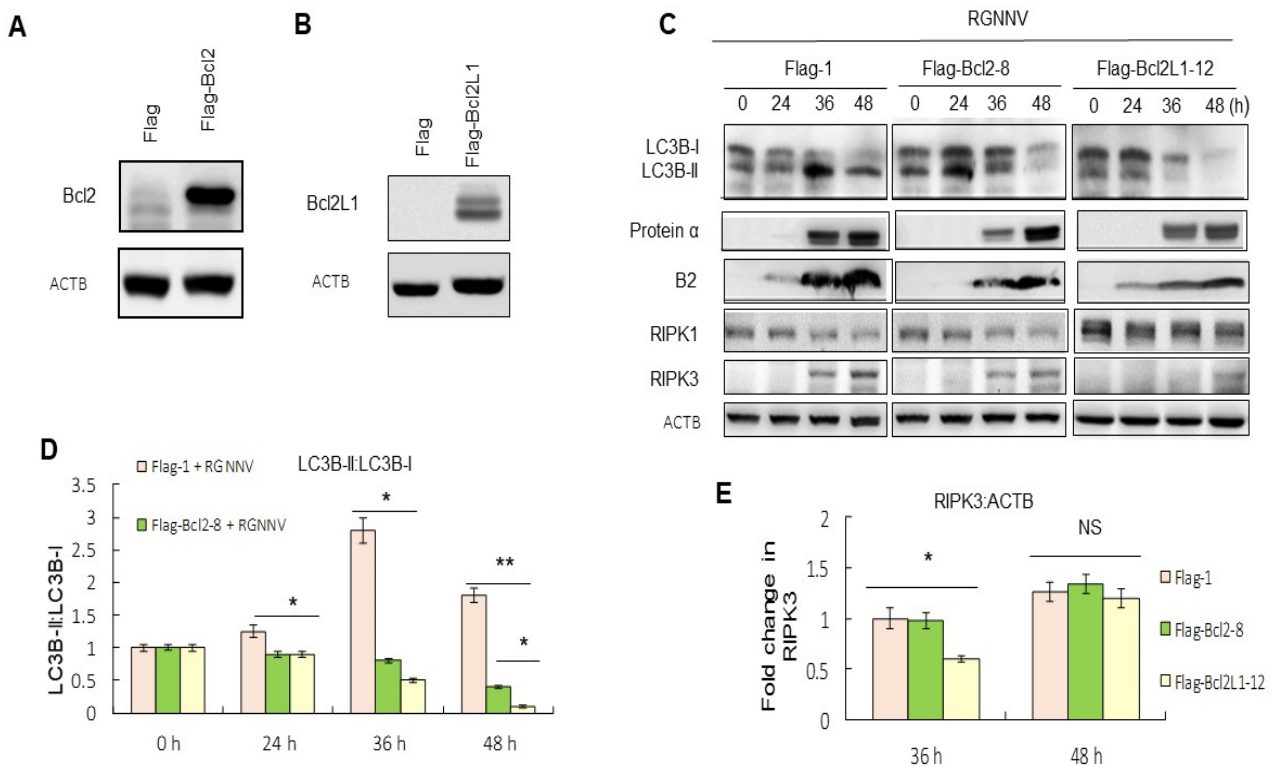 A
Flag
Flag-Bcl2
Bcl2
ACTB
B
Flag
Flag-Bcl2L1
Bcl2L1
ACTB
C
RGNNV
Flag-1 Flag-Bcl2-8 Flag-Bcl2L1-12
0 24 36 48 0 24 36 48 0 24 36 48 (h)
LC3B-I
LC3B-II
Protein α
B2
RIPK1
RIPK3
ACTB
D
LC3B-II:LC3B-I
Flag-1 + RGNNV
Flag-Bcl2-8 + RGNNV
LC3B-II:LC3B-I
3.5
3
2.5
2
1.5
1
0.5
0
*
*
**
*
0 h 24 h 36 h 48 h
E
RIPK3:ACTB
Fold change in
RIPK3
2
1.5
1
0.5
0
*
NS
36 h 48 h
Flag-1
Flag-Bcl2-8
Flag-Bcl2L1-12